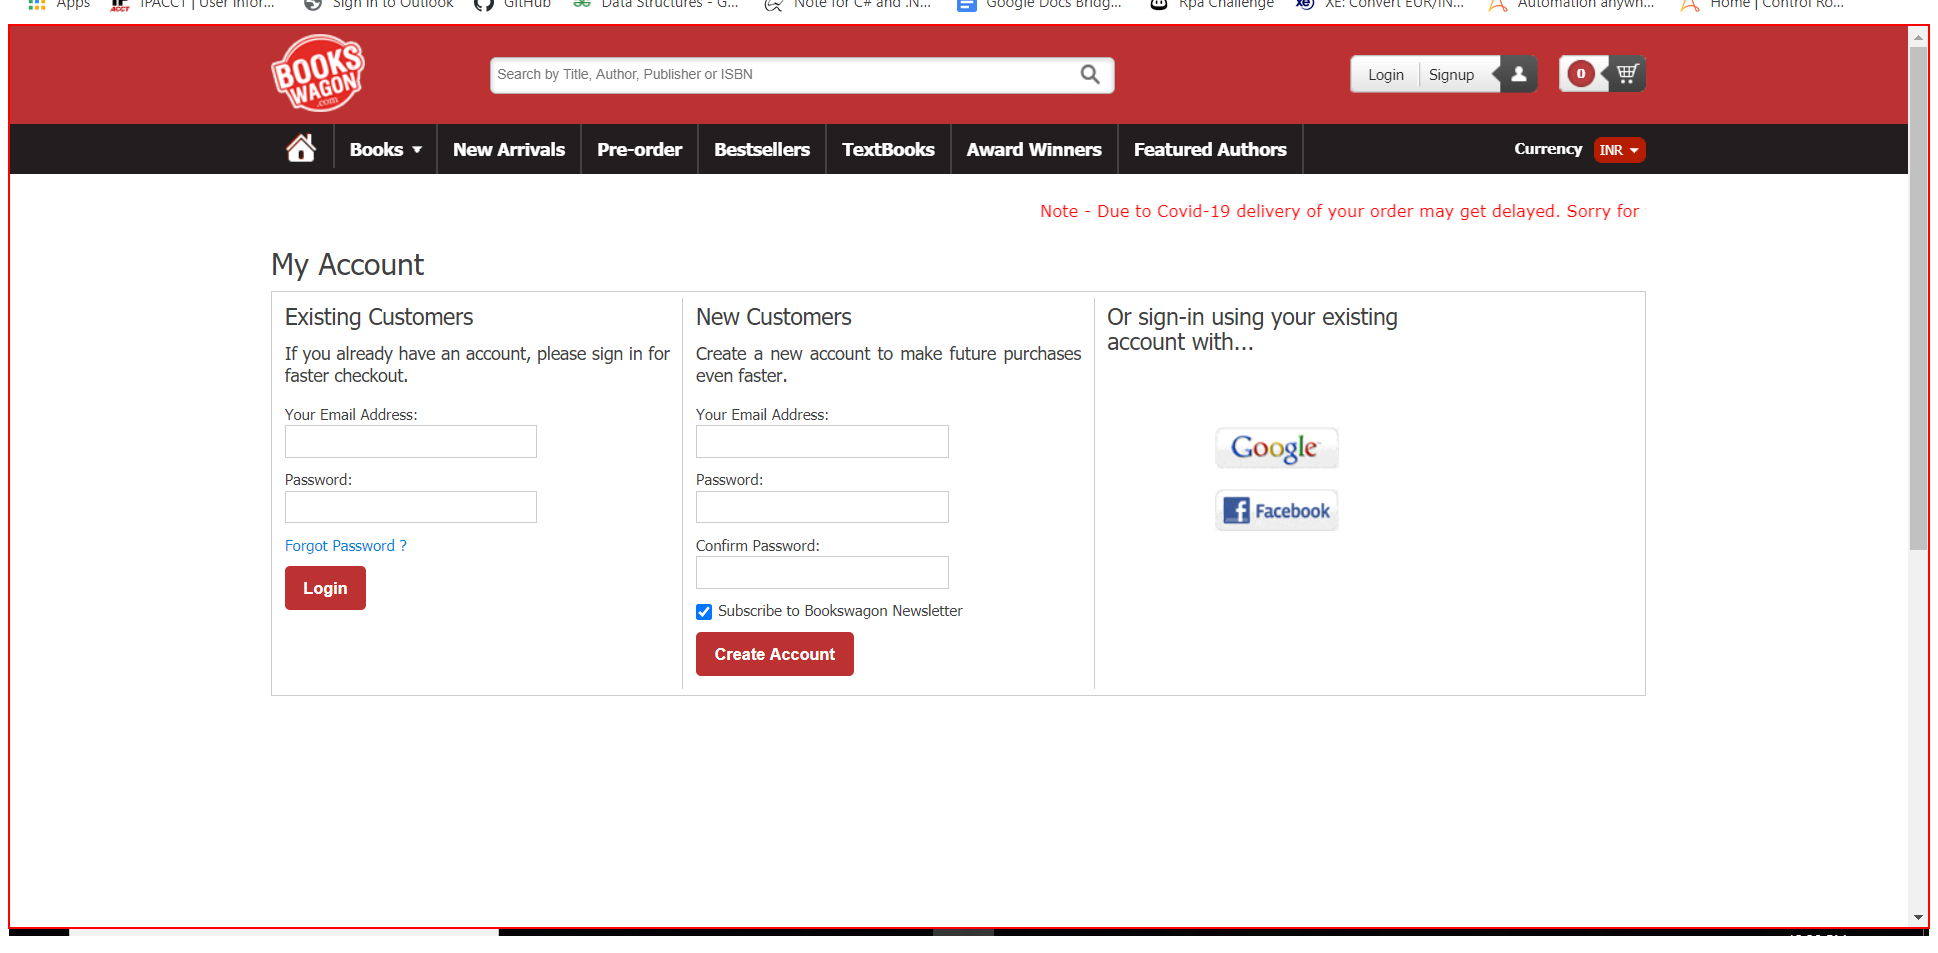 Apps
IPACCT | User Infor...
Sign in to Outlook
GitHub
Data Structures - G...
Note for C# and .N...
Google Docs Bridg...
Rpa Challenge
XE: Convert EUR/IN...
Automation anywh...
Home | Control Ro...
BOOKS
WAGON
.com
Search by Title, Author, Publisher or ISBN
Login
Signup
0
Books
New Arrivals
Pre-order
Bestsellers
TextBooks
Award Winners
Featured Authors
Currency
INR
Note - Due to Covid-19 delivery of your order may get delayed. Sorry for
My Account
Existing Customers
If you already have an account, please sign in for
faster checkout.
Your Email Address:
Password:
Forgot Password ?
Login
New Customers
Create a new account to make future purchases
even faster.
Your Email Address:
Password:
Confirm Password:
Subscribe to Bookswagon Newsletter
Create Account
Or sign-in using your existing
account with...
Google
Facebook